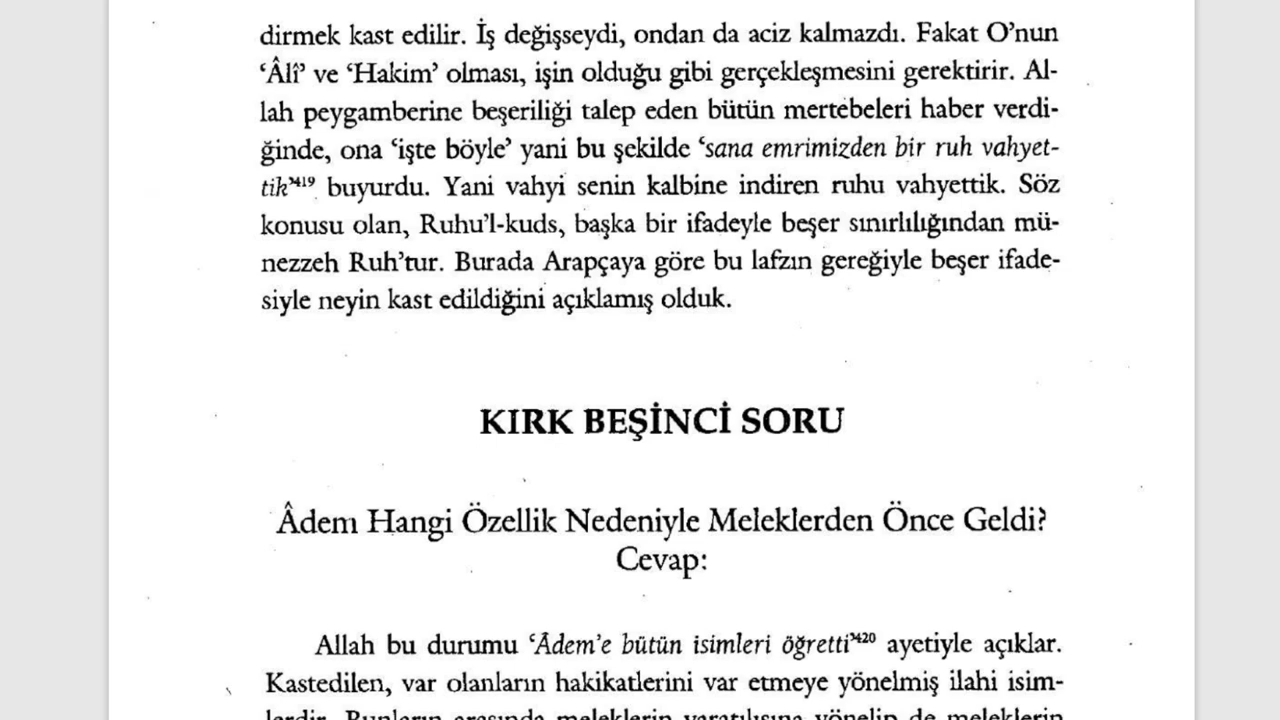 dirmek kast edilir. İş değişseydi, ondan da aciz kalmazdı. Fakat O’nun
‘Âlî’ ve ‘Hakim’ olması, işin olduğu gibi gerçekleşmesini gerektirir. Al-
lah peygamberine beşeriliği talep eden bütün mertebeleri haber verdi-
ğinde, ona ‘işte böyle’ yani bu şekilde ‘sana emrimizden bir ruh vahyet-
tik’⁴¹⁹ buyurdu. Yani vahyi senin kalbine indiren ruhu vahyettik. Söz
konusu olan, Ruhu’l-kuds, başka bir ifadeyle beşer sınırlılığından mü-
nezzeh Ruh’tur. Burada Arapçaya göre bu lafzın gereğiyle beşer ifade-
siyle neyin kast edildiğini açıklamış olduk.
KIRK BEŞİNCİ SORU
Âdem Hangi Özellik Nedeniyle Meleklerden Önce Geldi?
Cevap:
Allah bu durumu ‘Âdem’e bütün isimleri öğretti’⁴²⁰ ayetiyle açıklar.
Kastedilen, var olanların hakikatlerini var etmeye yönelmiş ilahi isim-
lerdir. Bunların arasında meleklerin yaratılışına yönelip de meleklerin